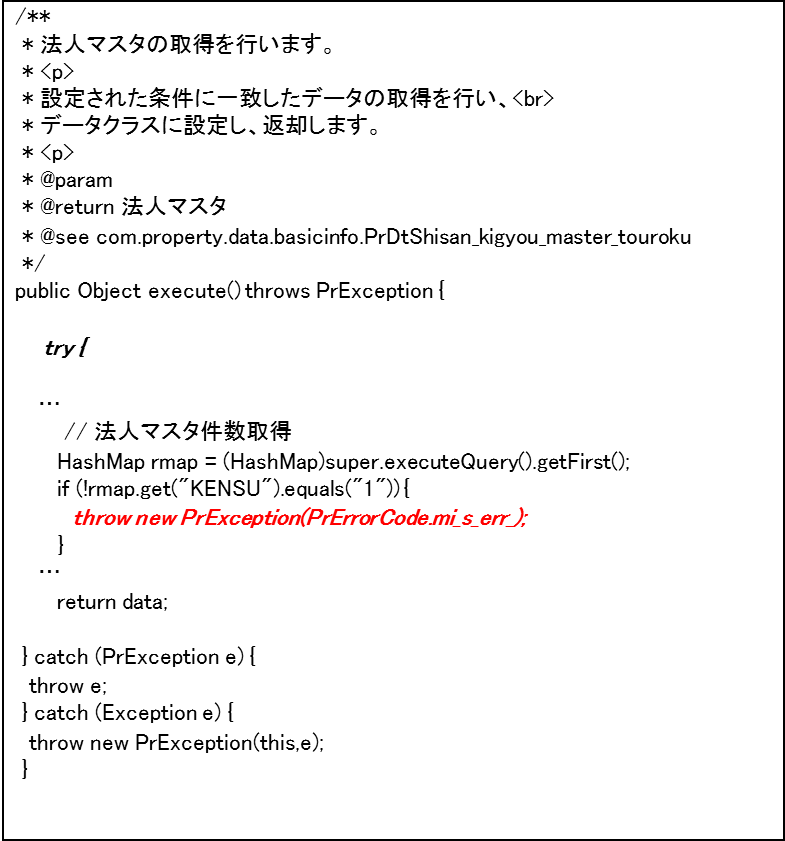 /**
* 法人マスタの取得を行います。
* <p>
* 設定された条件に一致したデータの取得を行い、<br>
* データクラスに設定し、返却します。
* <p>
* @param
* @return 法人マスタ
* @see com.property.data.basicinfo.PrDtShisan_kigyou_master_touroku
*/
public Object execute() throws PrException {
try {
…
// 法人マスタ件数取得
HashMap rmap = (HashMap)super.executeQuery().getFirst();
if (!rmap.get("KENSU").equals("1")){
throw new PrException(PrErrorCode.mi_s_err_);
}
…
return data;
} catch (PrException e) {
throw e;
} catch (Exception e) {
throw new PrException(this,e);
}